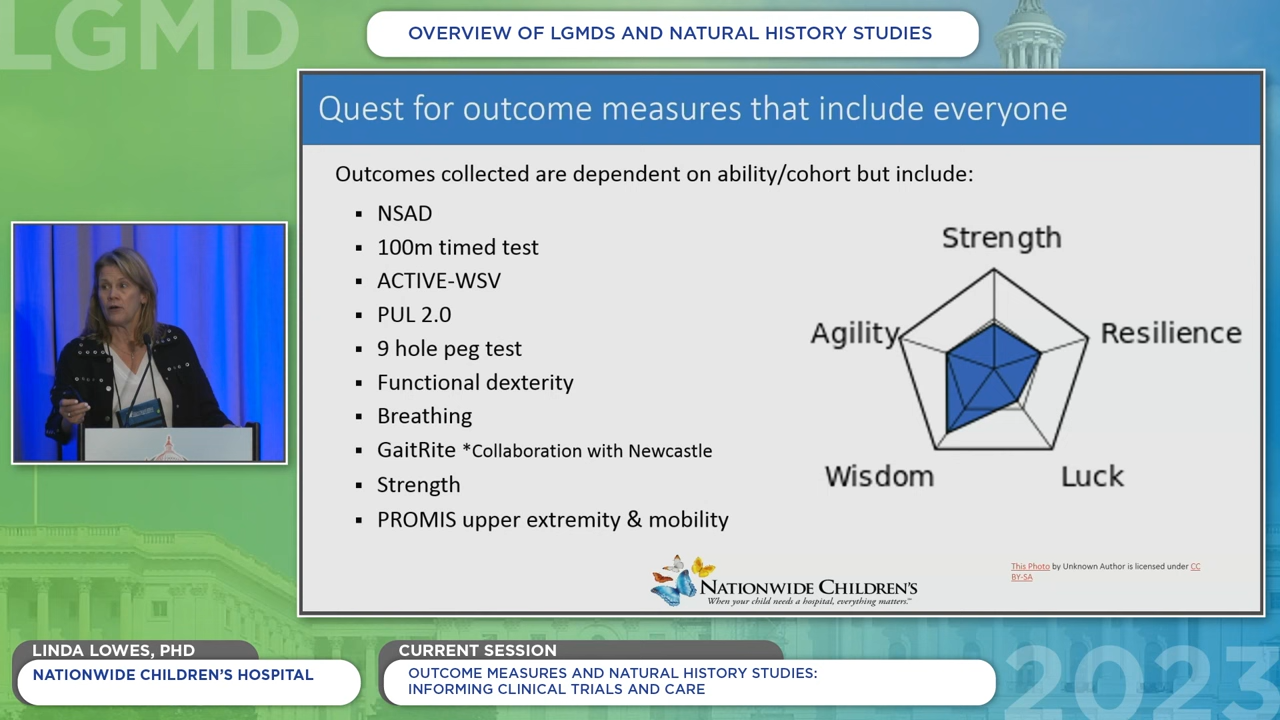 LGMD
OVERVIEW OF LGMDS AND NATURAL HISTORY STUDIES
Quest for outcome measures that include everyone
Outcomes collected are dependent on ability/cohort but include:
▪ NSAD
▪ 100m timed test
▪ ACTIVE-WSV
▪ PUL 2.0
▪ 9 hole peg test
▪ Functional dexterity
▪ Breathing
▪ GaitRite *Collaboration with Newcastle
▪ Strength
▪ PROMIS upper extremity & mobility
Strength
Agility
Resilience
Wisdom
Luck
NATIONWIDE CHILDREN'S
When your child needs a hospital, everything matters.™
This Photo by Unknown Author is licensed under CC
BY-SA
LINDA LOWES, PHD
NATIONWIDE CHILDREN'S HOSPITAL
CURRENT SESSION
OUTCOME MEASURES AND NATURAL HISTORY STUDIES:
INFORMING CLINICAL TRIALS AND CARE
2023